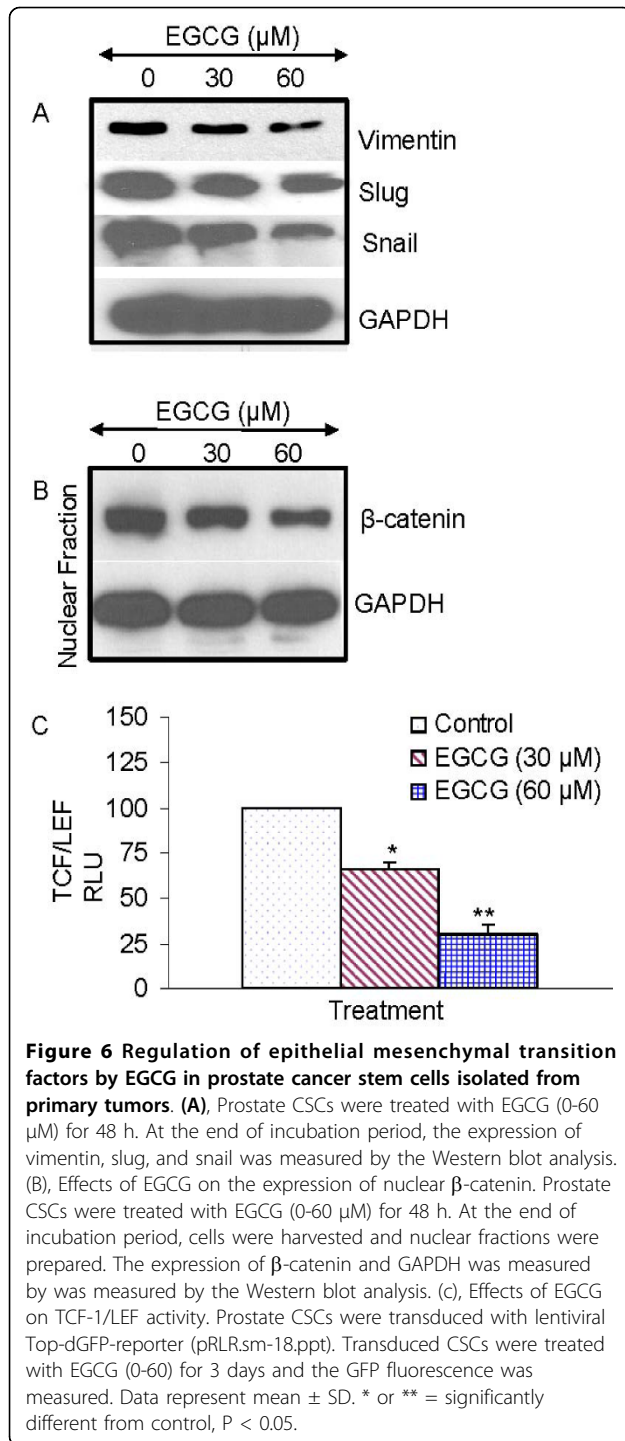 EGCG (µM)
0 30 60
A
Vimentin
Slug
Snail
GAPDH
EGCG (µM)
0 30 60
B
Nuclear Fraction
β-catenin
GAPDH
C
TCF/LEF
RLU
150
125
100
75
50
25
0
Control
EGCG (30 µM)
EGCG (60 µM)
*
**
Treatment
Figure 6 Regulation of epithelial mesenchymal transition
factors by EGCG in prostate cancer stem cells isolated from
primary tumors. (A), Prostate CSCs were treated with EGCG (0-60
µM) for 48 h. At the end of incubation period, the expression of
vimentin, slug, and snail was measured by the Western blot analysis.
(B), Effects of EGCG on the expression of nuclear β-catenin. Prostate
CSCs were treated with EGCG (0-60 µM) for 48 h. At the end of
incubation period, cells were harvested and nuclear fractions were
prepared. The expression of β-catenin and GAPDH was measured
by was measured by the Western blot analysis. (c), Effects of EGCG
on TCF-1/LEF activity. Prostate CSCs were transduced with lentiviral
Top-dGFP-reporter (pRLR.sm-18.ppt). Transduced CSCs were treated
with EGCG (0-60) for 3 days and the GFP fluorescence was
measured. Data represent mean ± SD. * or ** = significantly
different from control, P < 0.05.